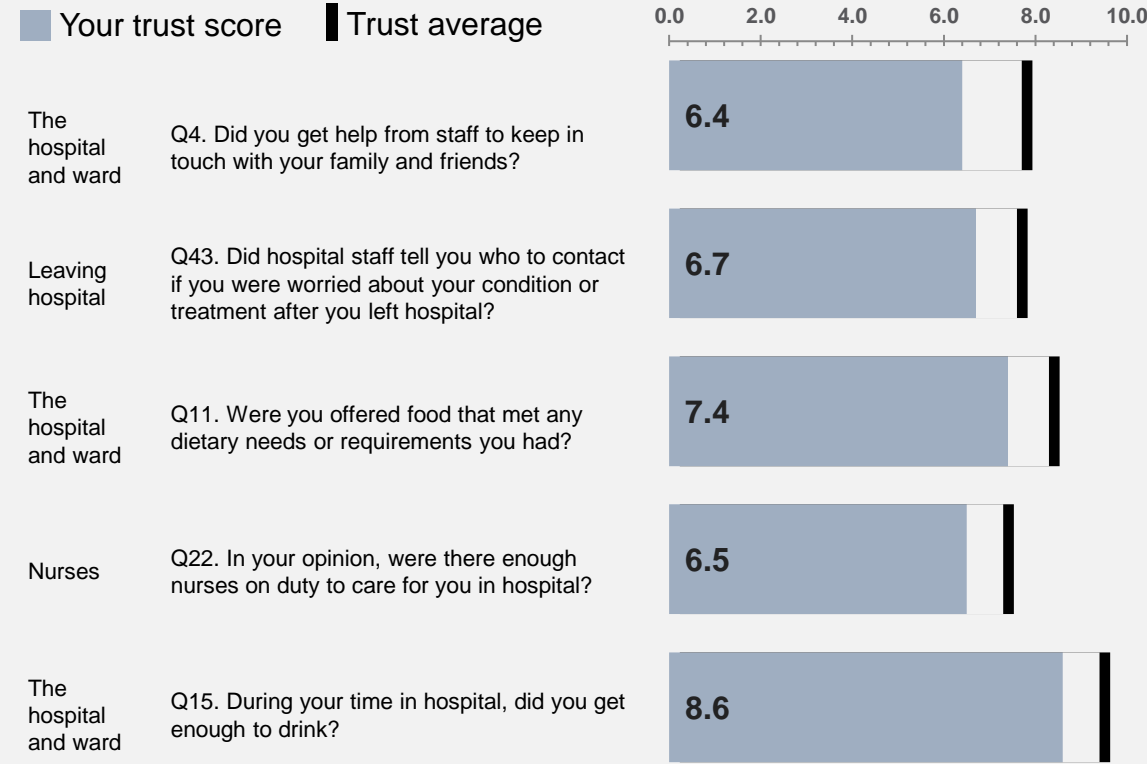 Your trust score
Trust average
0.0 2.0 4.0 6.0 8.0 10.0
The
hospital
and ward
Q4. Did you get help from staff to keep in
touch with your family and friends?
6.4
Leaving
hospital
Q43. Did hospital staff tell you who to contact
if you were worried about your condition or
treatment after you left hospital?
6.7
The
hospital
and ward
Q11. Were you offered food that met any
dietary needs or requirements you had?
7.4
Nurses
Q22. In your opinion, were there enough
nurses on duty to care for you in hospital?
6.5
The
hospital
and ward
Q15. During your time in hospital, did you get
enough to drink?
8.6